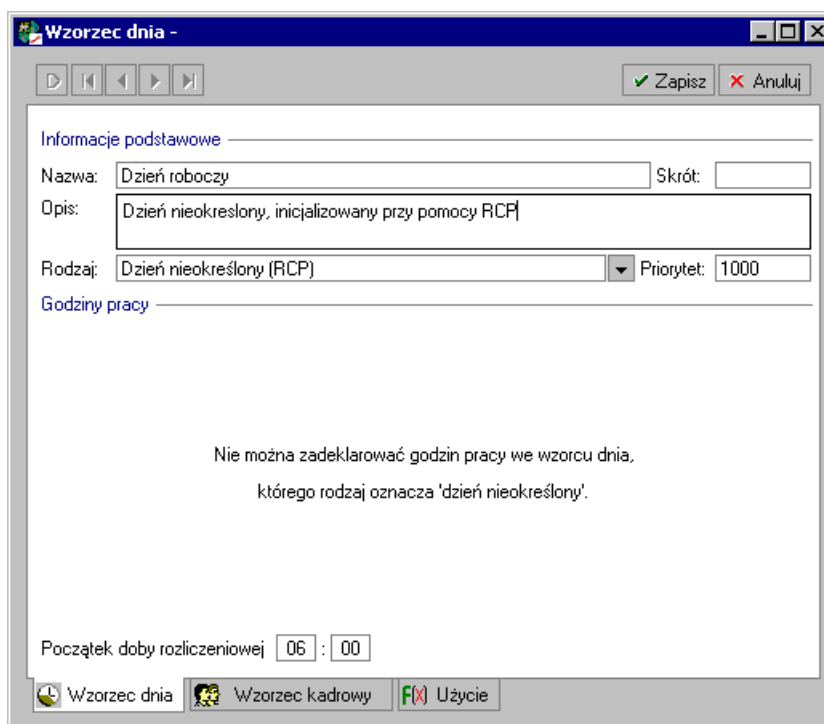 Wzorzec dnia -
Zapisz Anuluj
Informacje podstawowe
Nazwa: Dzień roboczy Skrót:
Opis: Dzień nieokreslony, inicjalizowany przy pomocy RCP
Rodzaj: Dzień nieokreślony (RCP) Priorytet: 1000
Godziny pracy
Nie można zadeklarować godzin pracy we wzorcu dnia,
którego rodzaj oznacza 'dzień nieokreślony'.
Początek doby rozliczeniowej 06 : 00
Wzorzec dnia Wzorzec kadrowy F(X) Użycie